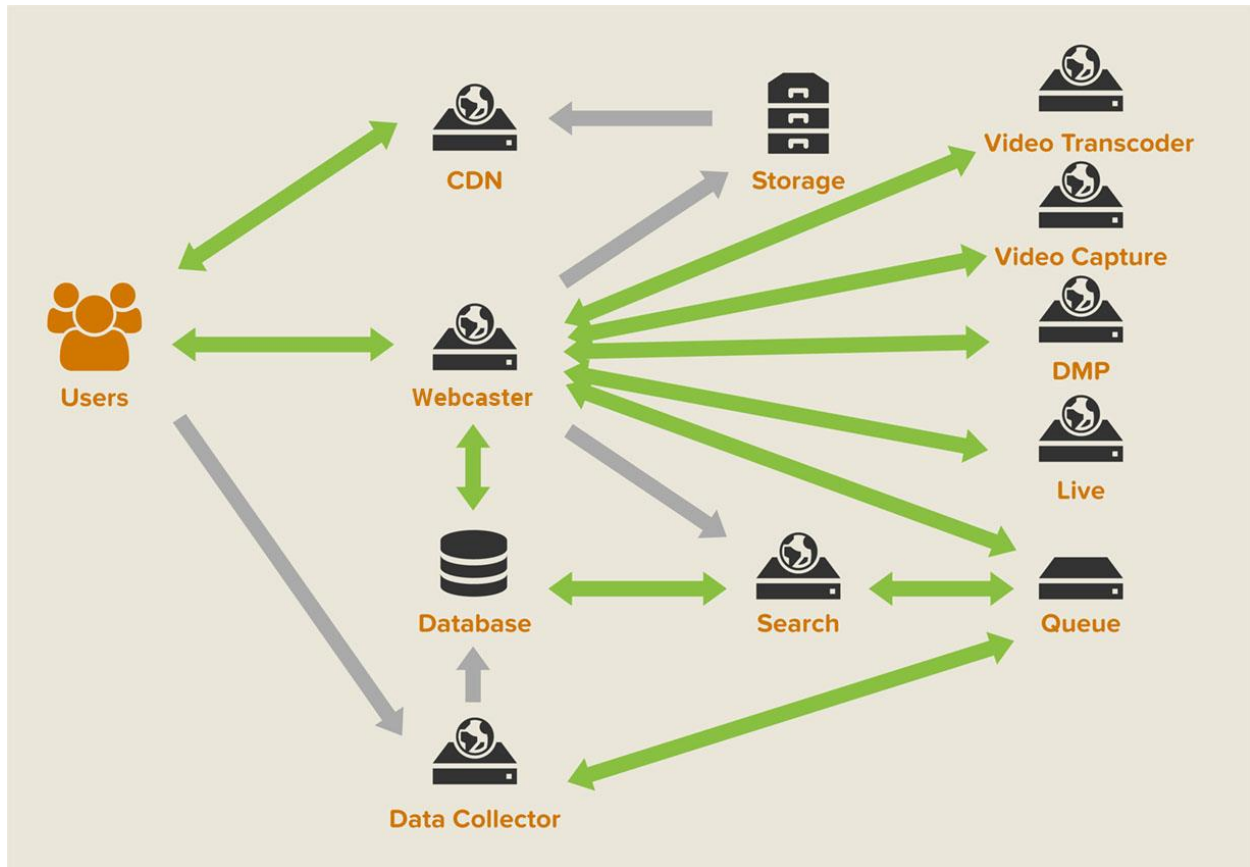 CDN
Storage
Video Transcoder
Video Capture
Users
Webcaster
DMP
Live
Database
Search
Queue
Data Collector